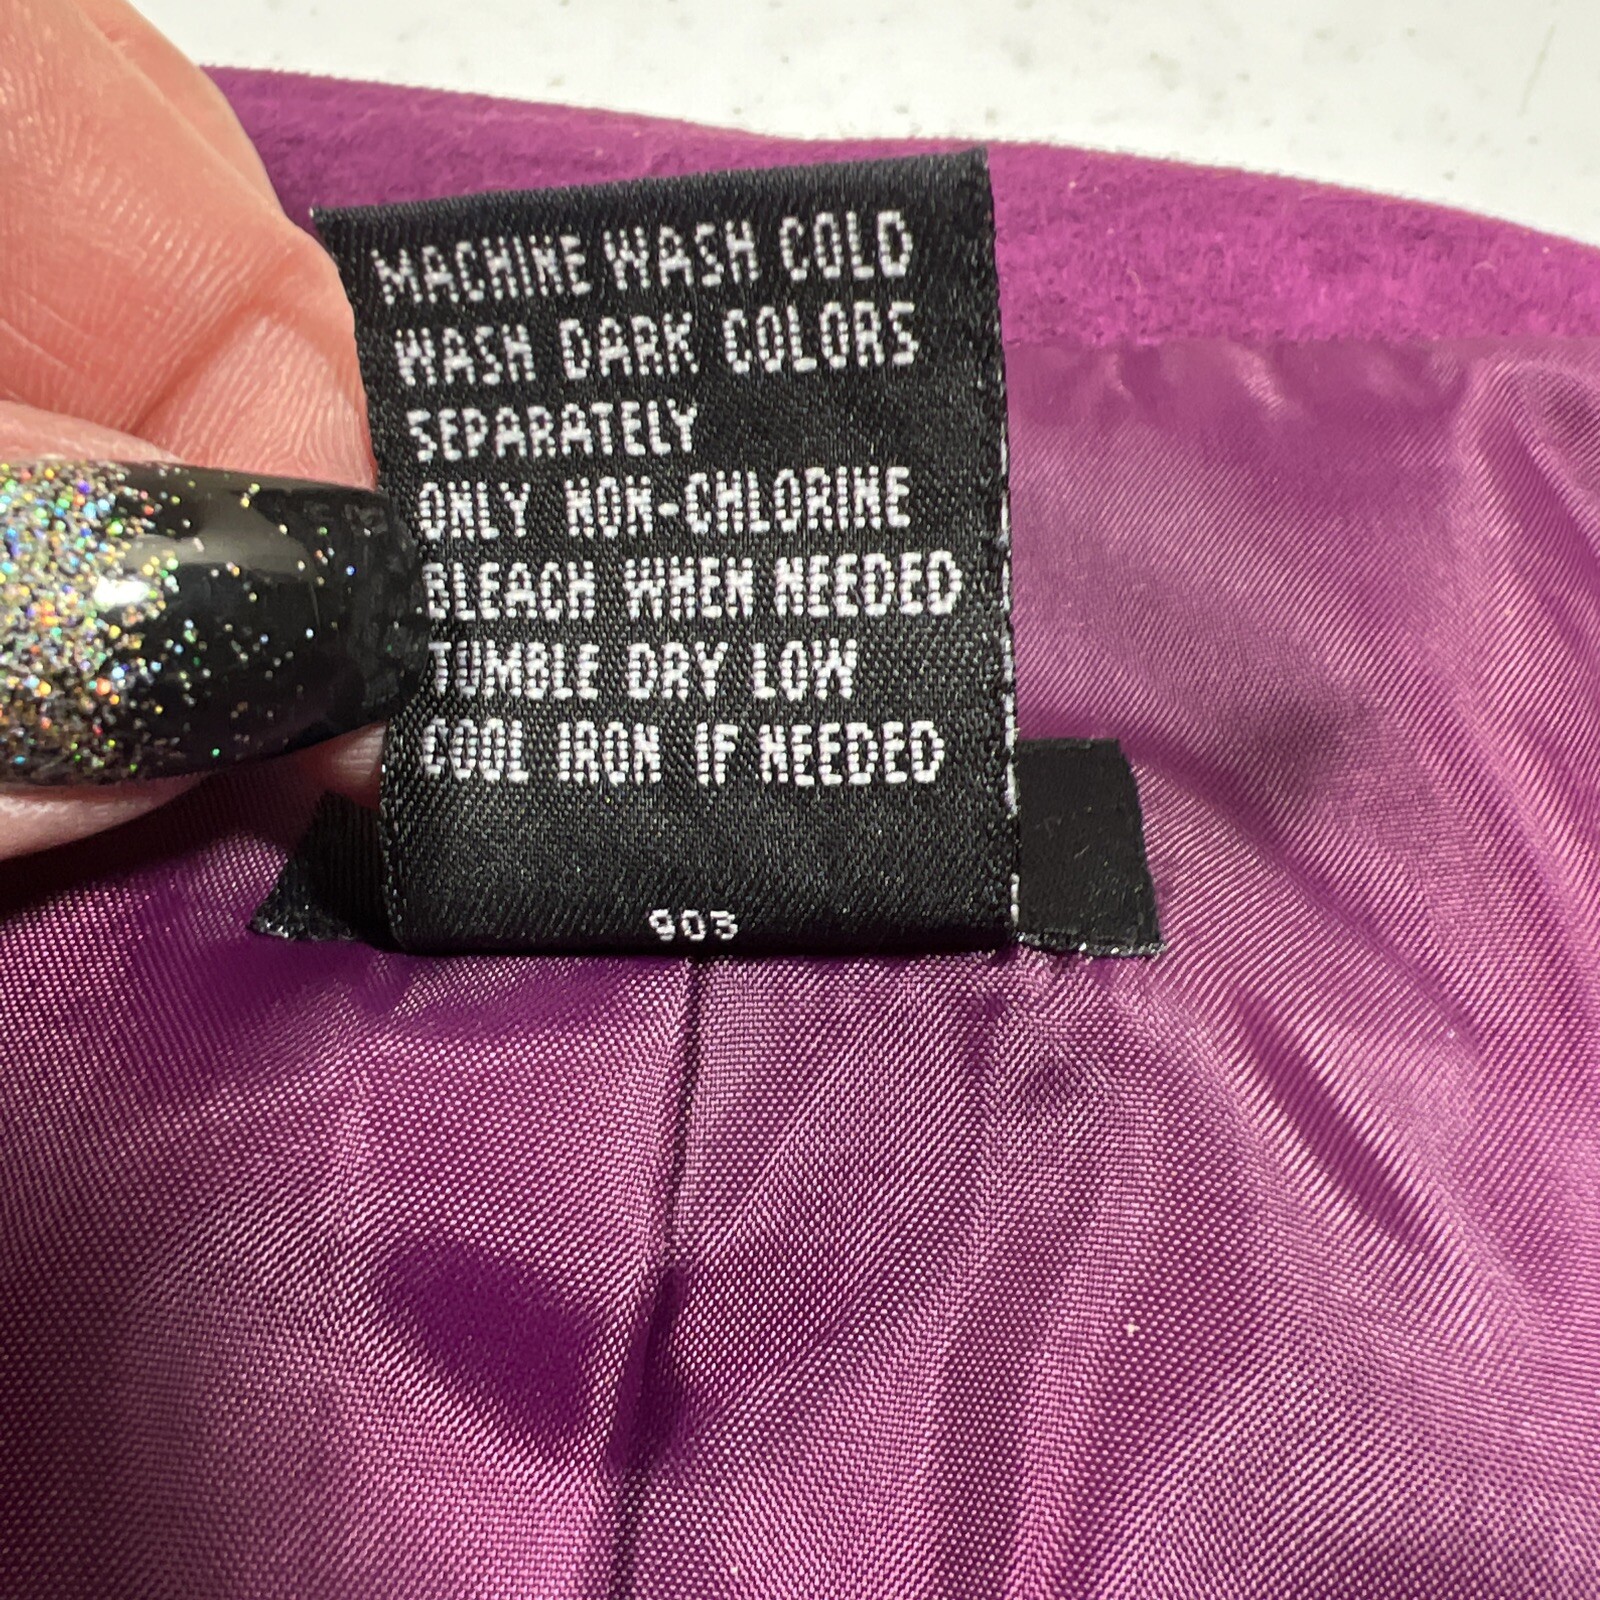 MACHINE WASH COLD
WASH DARK COLORS
SEPARATELY
ONLY NON-CHLORINE
BLEACH WHEN NEEDED
TUMBLE DRY LOW
COOL IRON IF NEEDED
903